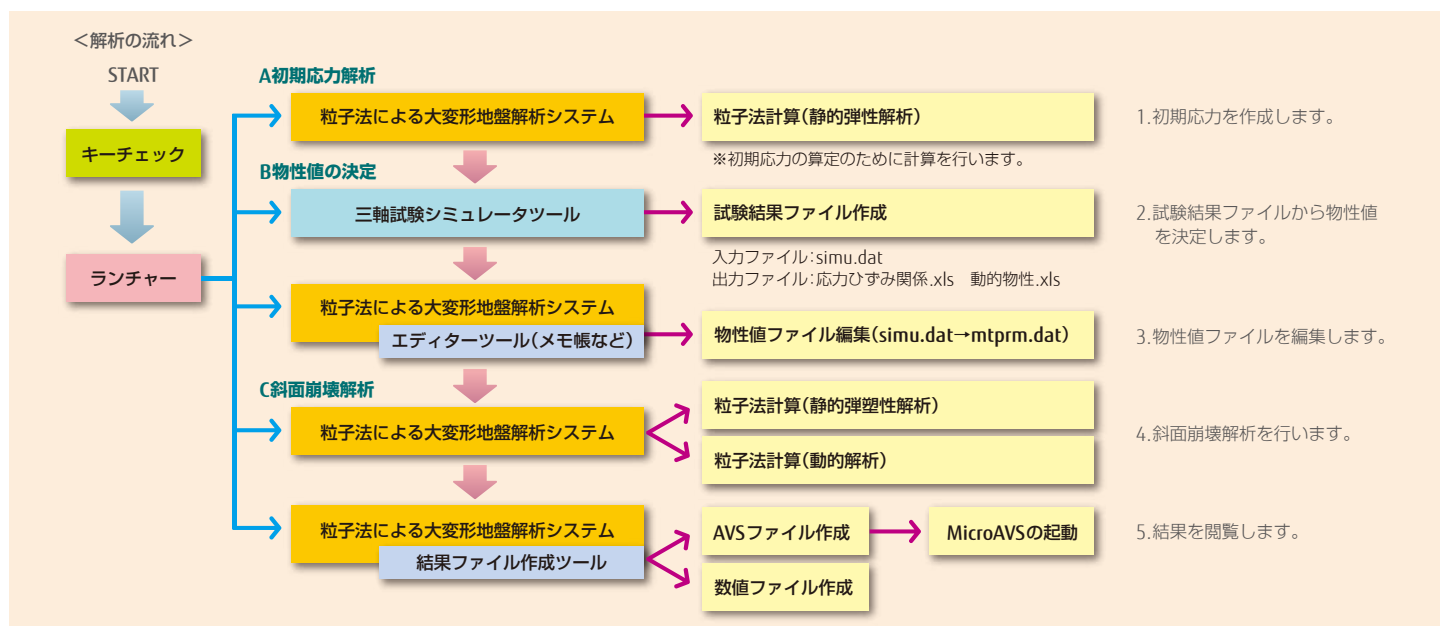 ＜解析の流れ＞
START
キーチェック
ランチャー
A初期応力解析
粒子法による大変形地盤解析システム
粒子法計算(静的弾性解析)
※初期応力の算定のために計算を行います。
1.初期応力を作成します。
B物性値の決定
三軸試験シミュレータツール
試験結果ファイル作成
入力ファイル:simu.dat
出力ファイル:応力ひずみ関係.xls　動的物性.xls
2.試験結果ファイルから物性値
を決定します。
粒子法による大変形地盤解析システム
エディターツール(メモ帳など)
物性値ファイル編集(simu.dat→mtprm.dat)
3.物性値ファイルを編集します。
C斜面崩壊解析
粒子法による大変形地盤解析システム
粒子法計算(静的弾塑性解析)
粒子法計算(動的解析)
4.斜面崩壊解析を行います。
粒子法による大変形地盤解析システム
結果ファイル作成ツール
AVSファイル作成
MicroAVSの起動
数値ファイル作成
5.結果を閲覧します。